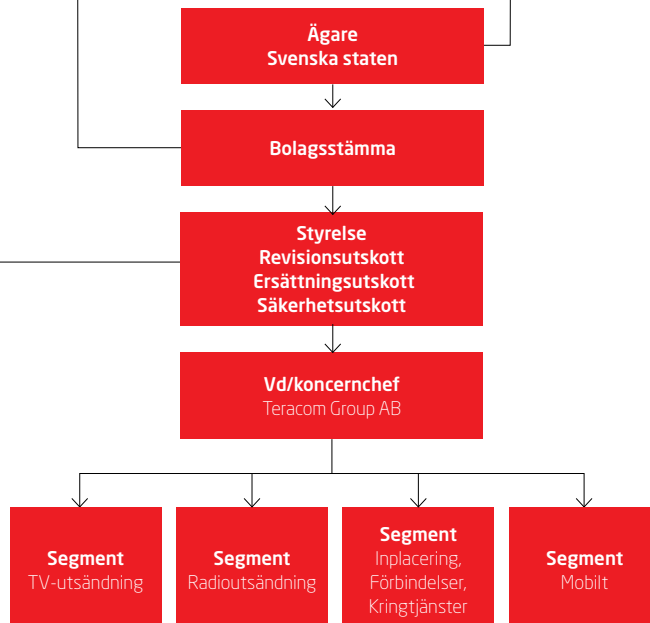 Ägare
Svenska staten
Bolagsstämma
Styrelse
Revisionsutskott
Ersättningsutskott
Säkerhetsutskott
Vd/koncernchef
Teracom Group AB
Segment
TV-utsändning
Segment
Radioutsändning
Segment
Inplacering,
Förbindelser,
Kringtjänster
Segment
Mobilt